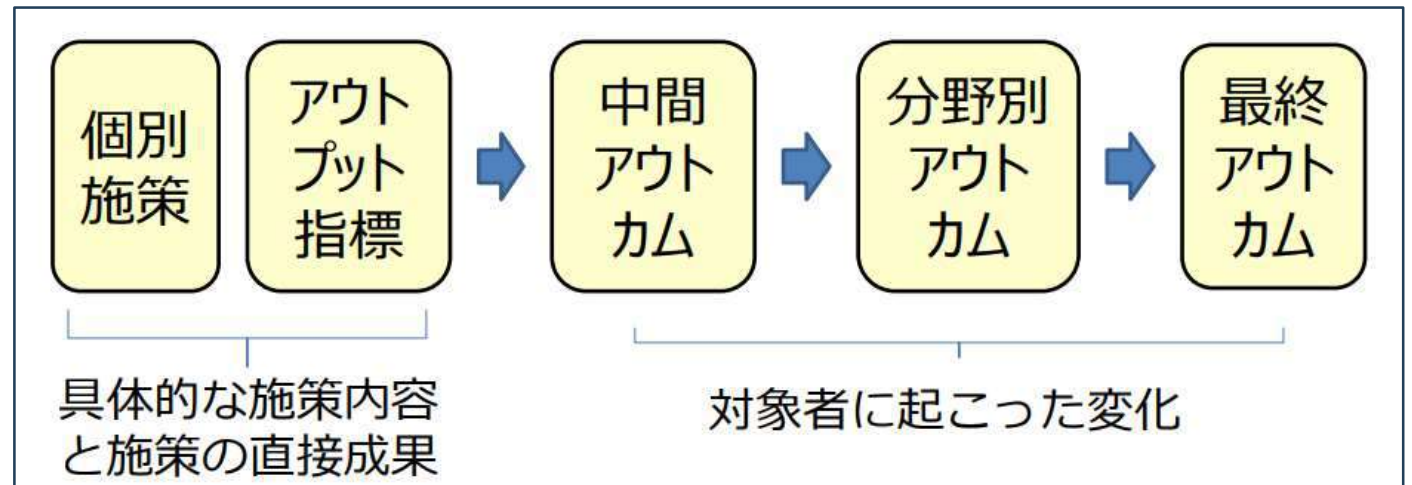 個別
施策
アウト
プット
指標
中間
アウト
カム
分野別
アウト
カム
最終
アウト
カム
具体的な施策内容
と施策の直接成果
対象者に起こった変化